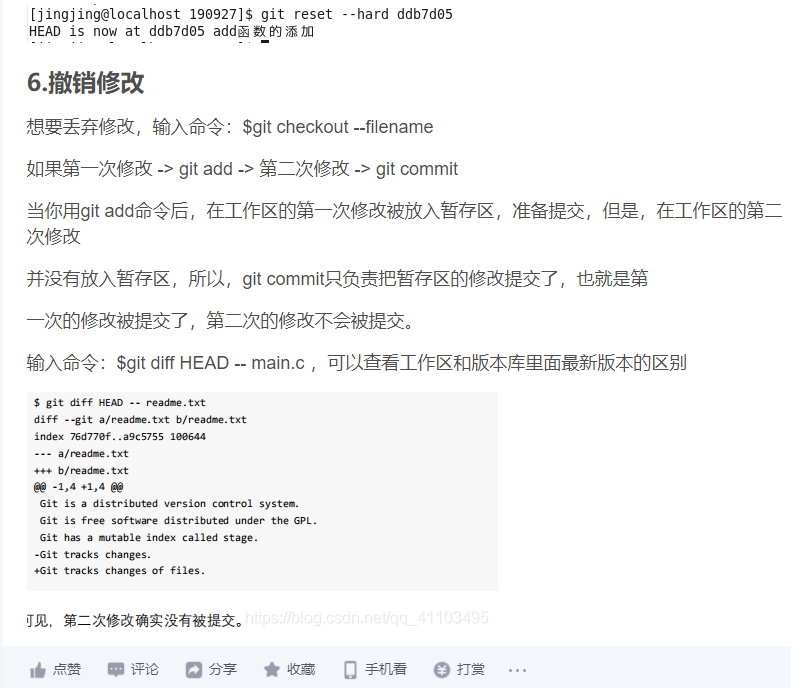 [jingjing@localhost 190927]$ git reset --hard ddb7d05
HEAD is now at ddb7d05 add函数的添加
6.撤销修改
想要丢弃修改，输入命令：$git checkout --filename
如果第一次修改 -> git add -> 第二次修改 -> git commit
当你用git add命令后，在工作区的第一次修改被放入暂存区，准备提交，但是，在工作区的第二
次修改
并没有放入暂存区，所以，git commit只负责把暂存区的修改提交了，也就是第
一次的修改被提交了，第二次的修改不会被提交。
输入命令：$git diff HEAD -- main.c ，可以查看工作区和版本库里面最新版本的区别
$ git diff HEAD -- readme.txt
diff --git a/readme.txt b/readme.txt
index 76d770f..a9c5755 100644
--- a/readme.txt
+++ b/readme.txt
@@ -1,4 +1,4 @@
Git is a distributed version control system.
Git is free software distributed under the GPL.
Git has a mutable index called stage.
-Git tracks changes.
+Git tracks changes of files.
可见，第二次修改确实没有被提交。
https://blog.csdn.net/qq_41103495
点赞 评论 分享 收藏 手机看 打赏 ···